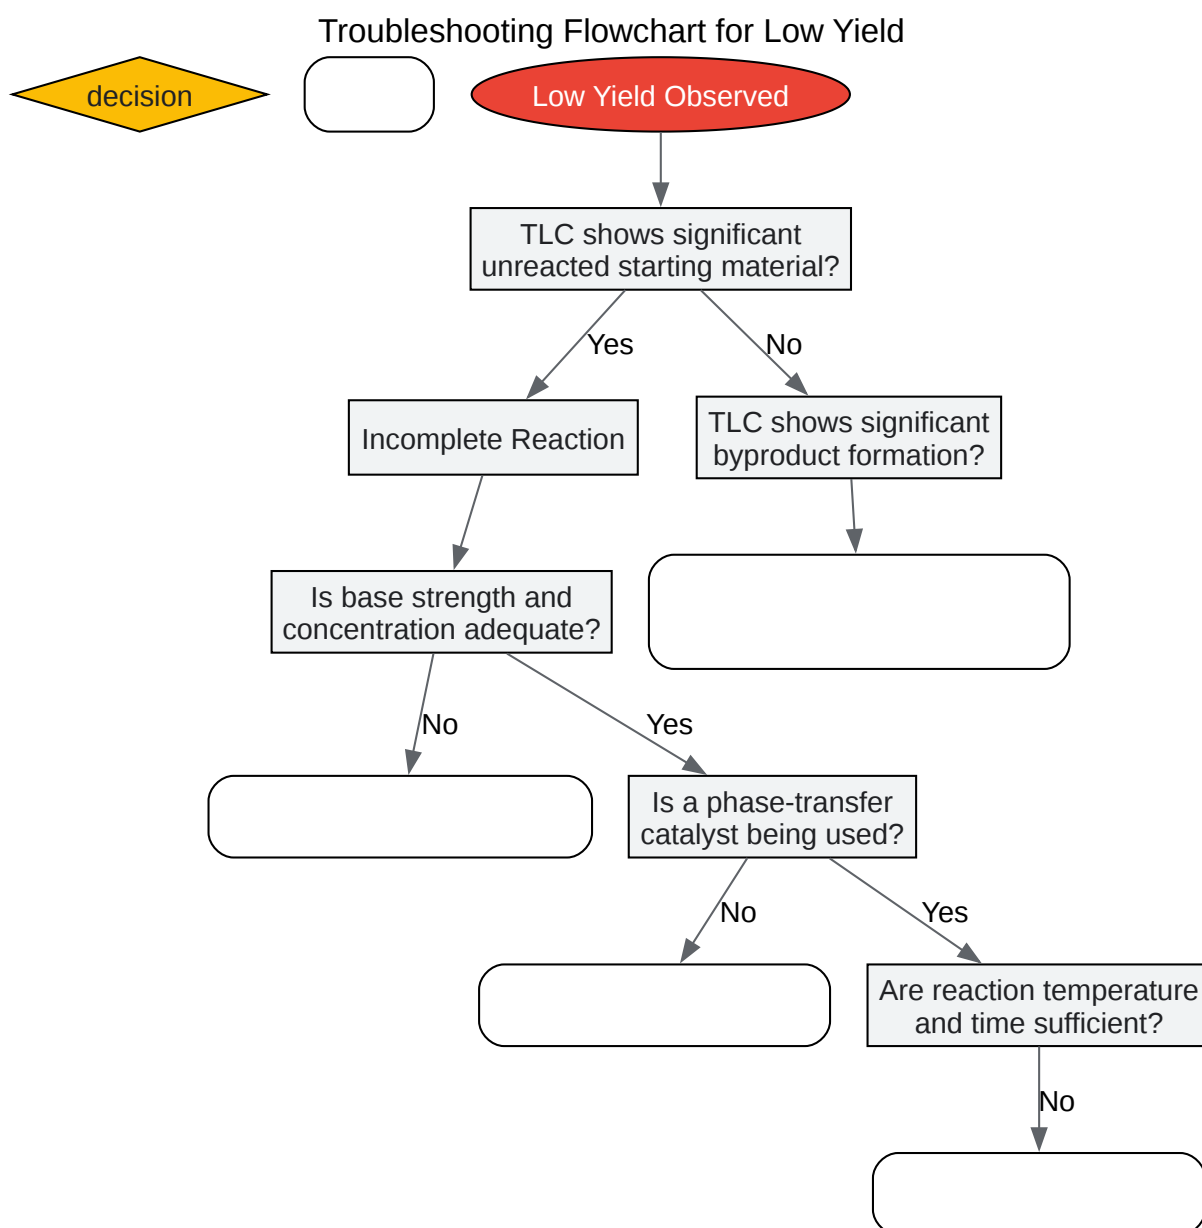 Troubleshooting Flowchart for Low Yield
decision
Low Yield Observed
TLC shows significant
unreacted starting material?
Yes
No
Incomplete Reaction
TLC shows significant
byproduct formation?
Is base strength and
concentration adequate?
No
Yes
Is a phase-transfer
catalyst being used?
No
Yes
Are reaction temperature
and time sufficient?
No